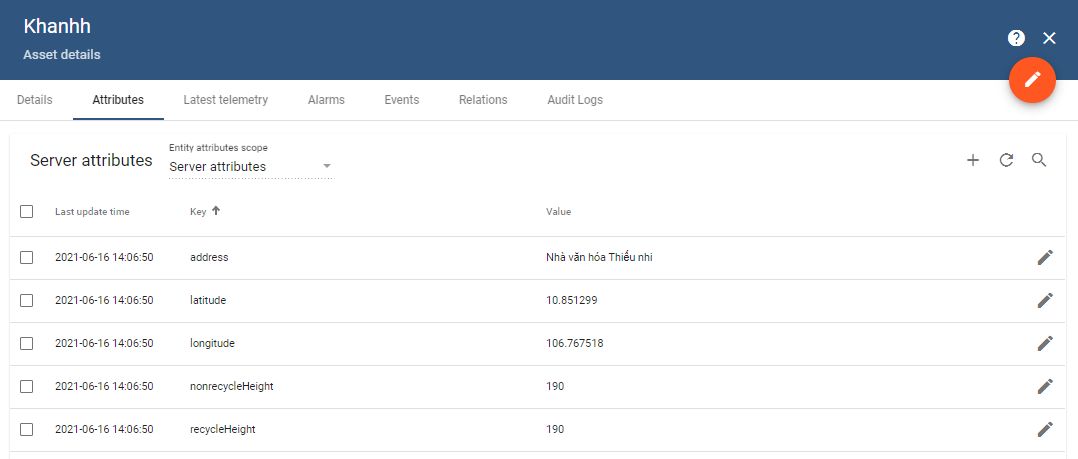 Khanhh
Asset details
Details Attributes Latest telemetry Alarms Events Relations Audit Logs
Server attributes
Entity attributes scope
Server attributes
Last update time Key Value
2021-06-16 14:06:50 address Nhà văn hóa Thiếu nhi
2021-06-16 14:06:50 latitude 10.851299
2021-06-16 14:06:50 longitude 106.767518
2021-06-16 14:06:50 nonrecycleHeight 190
2021-06-16 14:06:50 recycleHeight 190